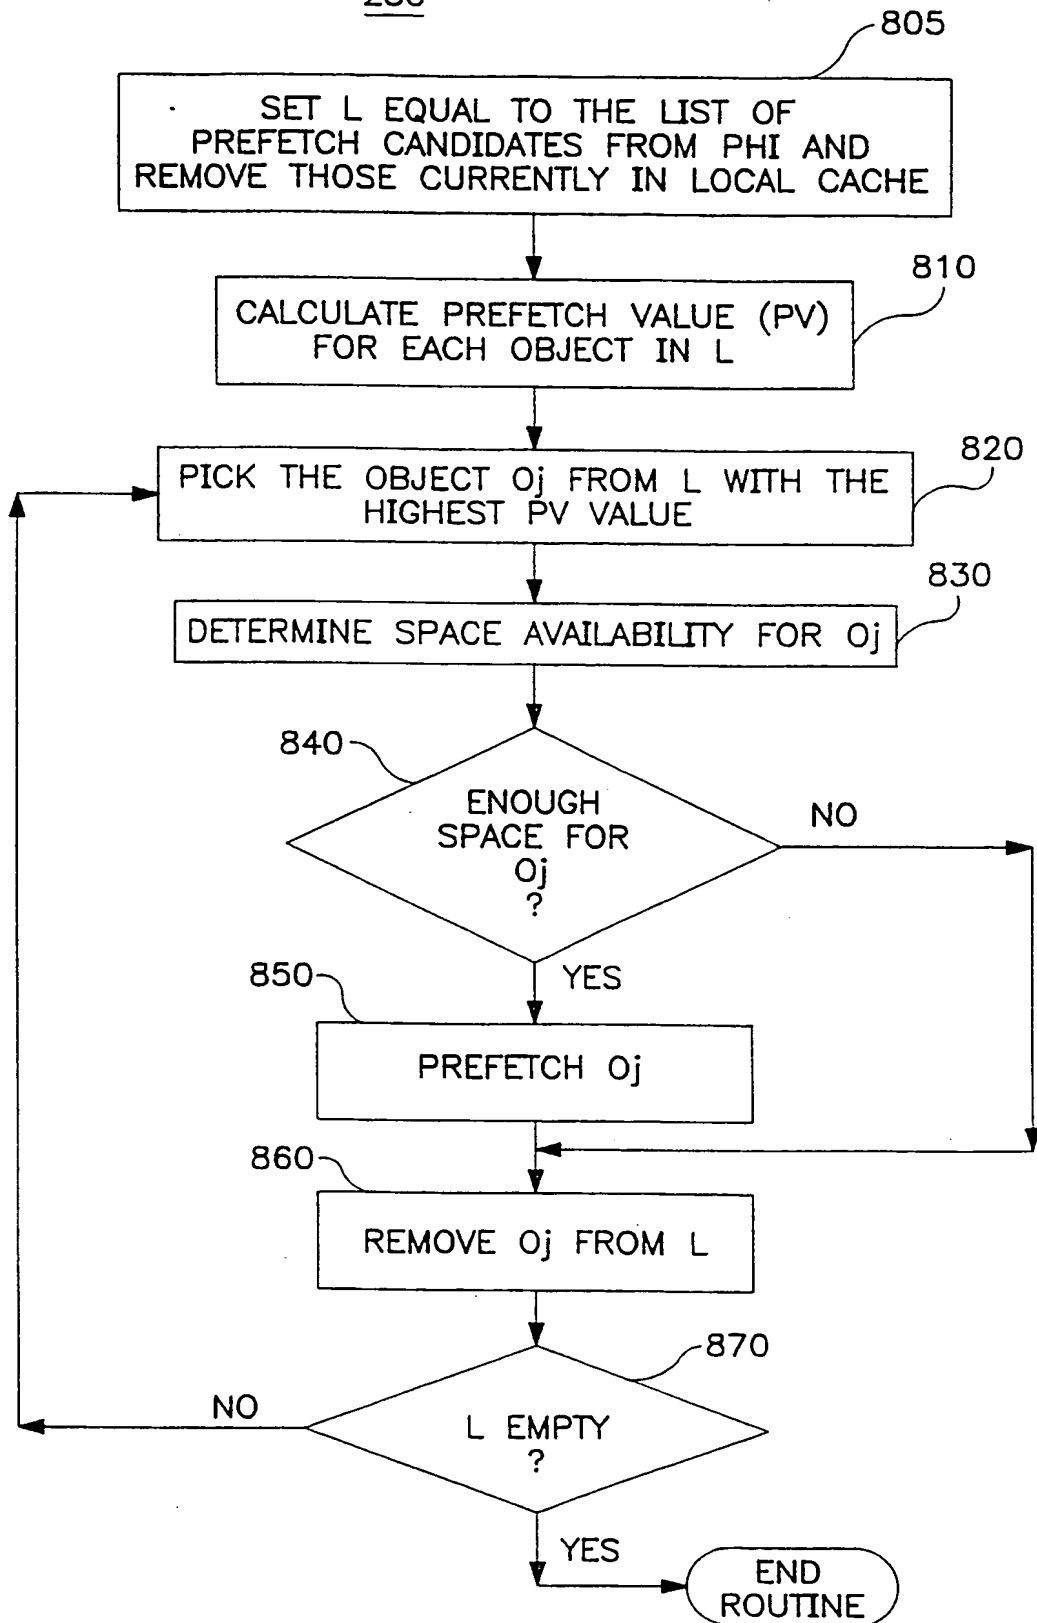 805
SET L EQUAL TO THE LIST OF
PREFETCH CANDIDATES FROM PHI AND
REMOVE THOSE CURRENTLY IN LOCAL CACHE
810
CALCULATE PREFETCH VALUE (PV)
FOR EACH OBJECT IN L
820
PICK THE OBJECT Oj FROM L WITH THE
HIGHEST PV VALUE
830
DETERMINE SPACE AVAILABILITY FOR Oj
840
ENOUGH
SPACE FOR
Oj
?
NO
YES
850
PREFETCH Oj
860
REMOVE Oj FROM L
870
NO
L EMPTY
?
YES
END
ROUTINE